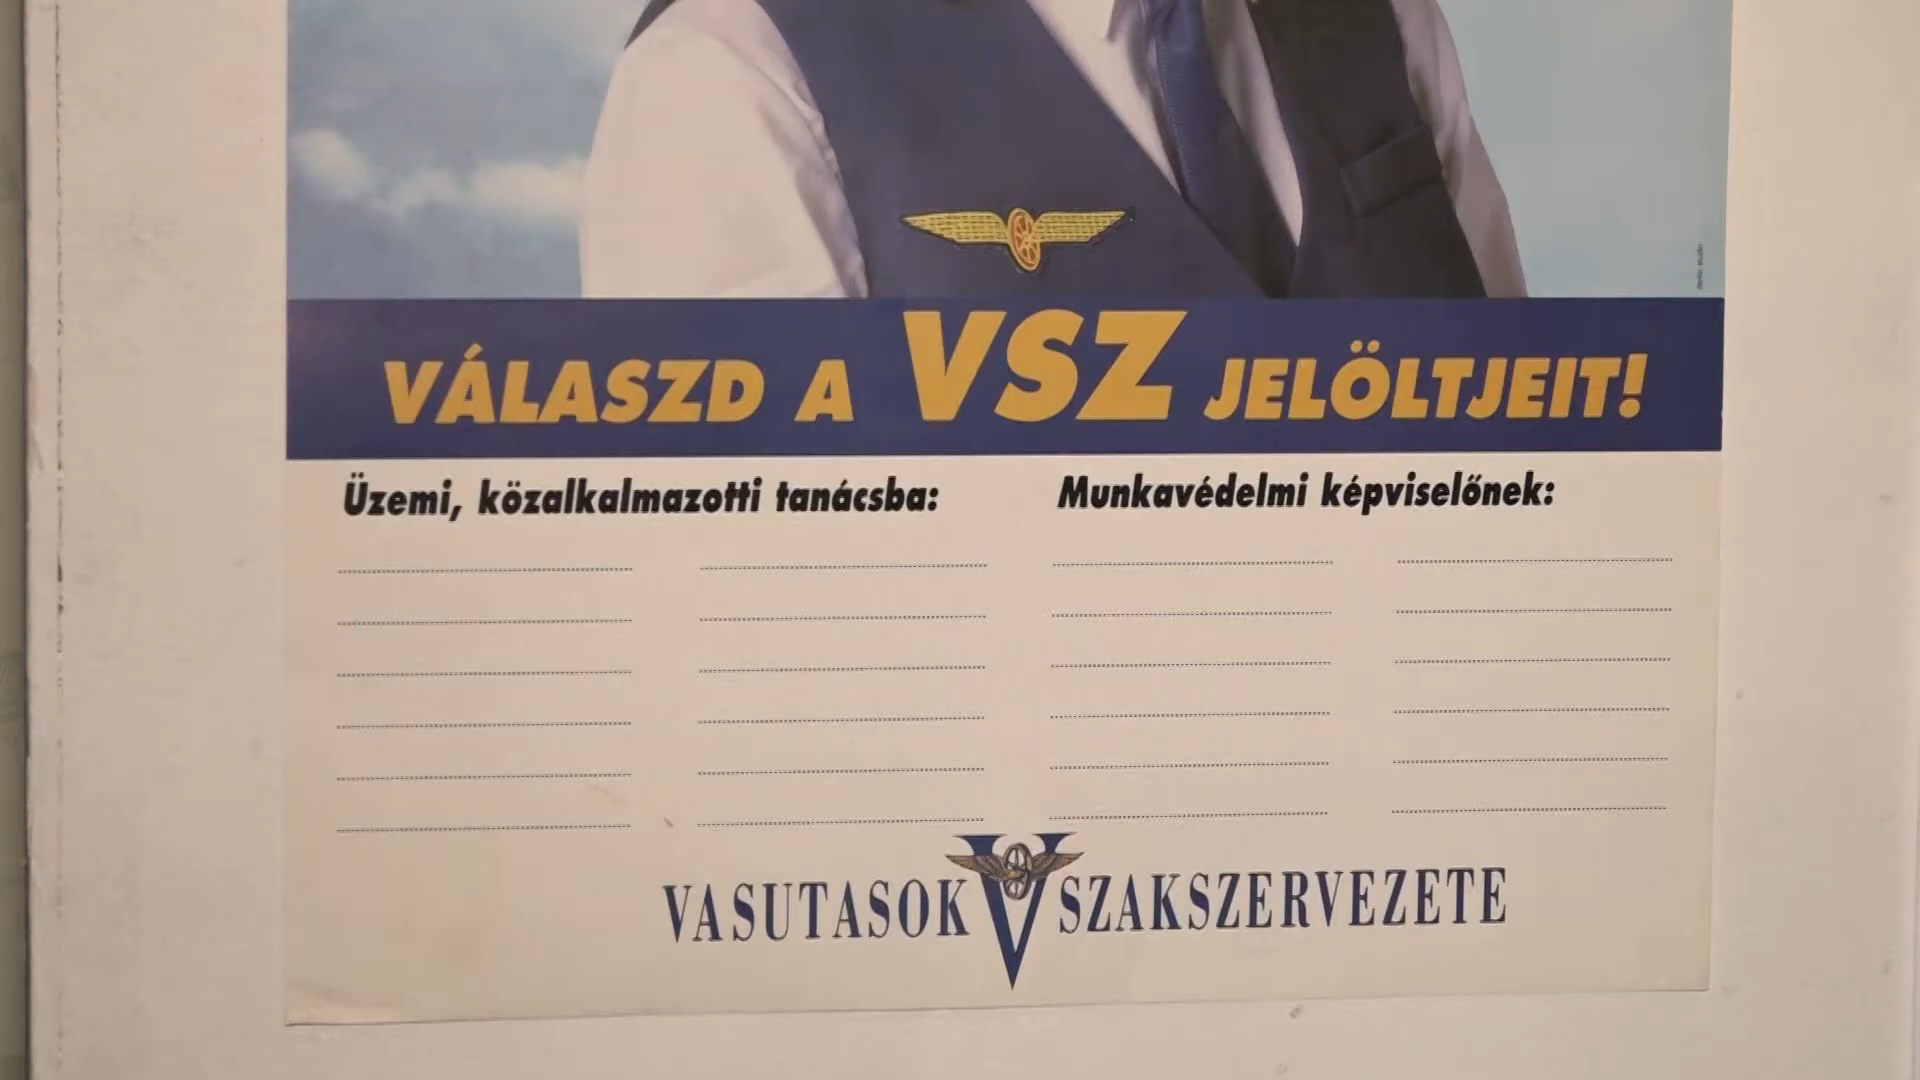 VÁLASZD A VSZ JELÖLTJEIT!
Üzemi, közalkalmazotti tanácsba:
Munkavédelmi képviselőnek:
VASUTASOK V SZAKSZERVEZETE